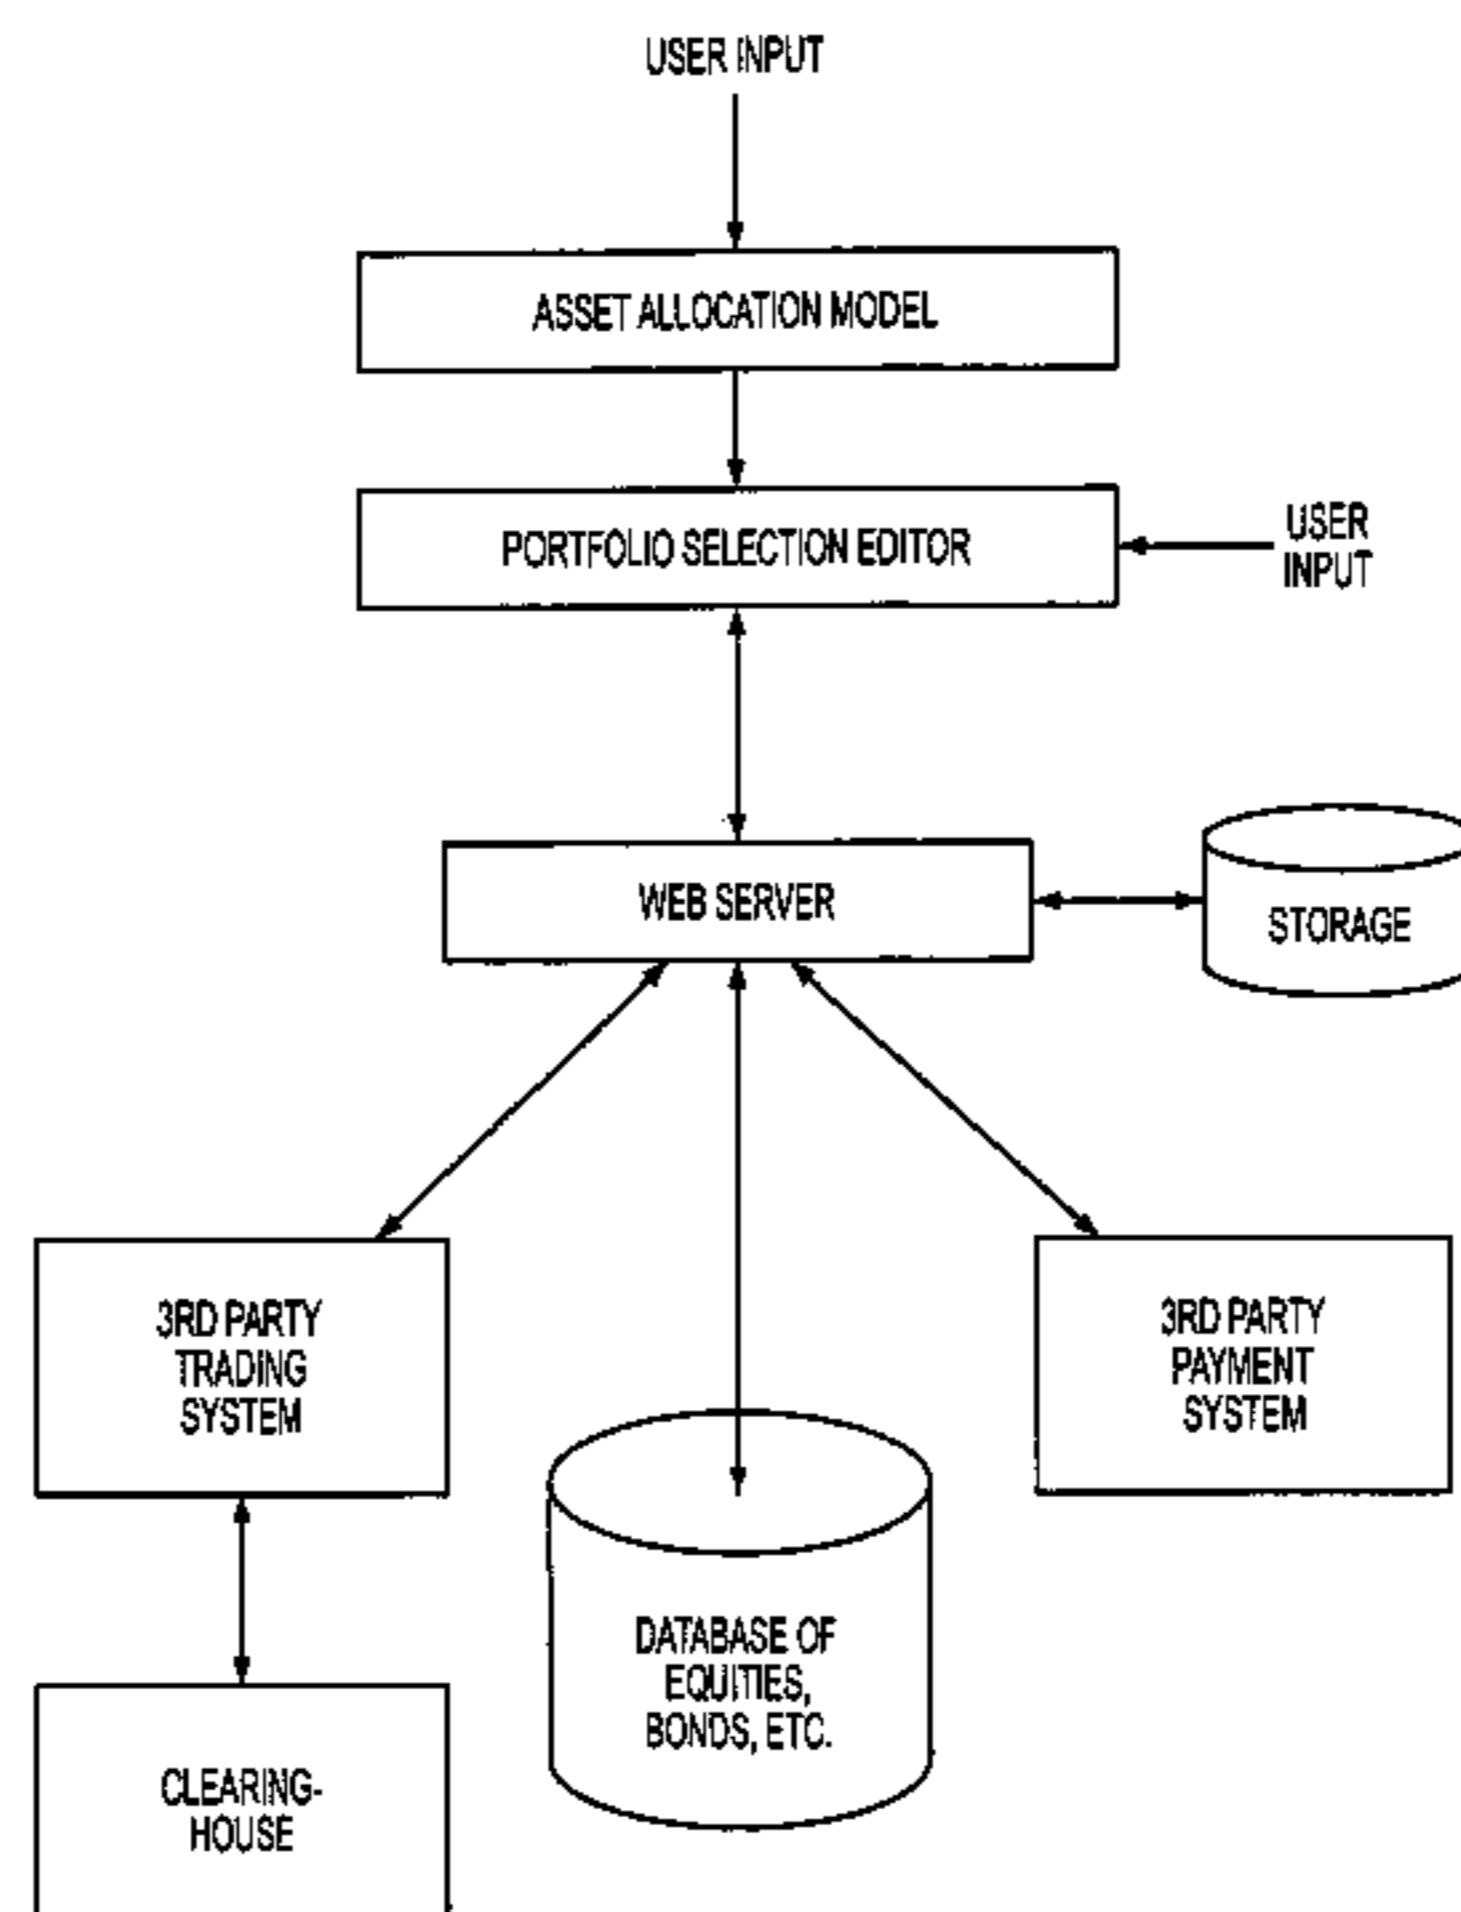 USER INPUT
ASSET ALLOCATION MODEL
PORTFOLIO SELECTION EDITOR
USER
INPUT
WEB SERVER
STORAGE
3RD PARTY
TRADING
SYSTEM
3RD PARTY
PAYMENT
SYSTEM
DATABASE OF
EQUITIES,
BONDS, ETC.
CLEARING-
HOUSE